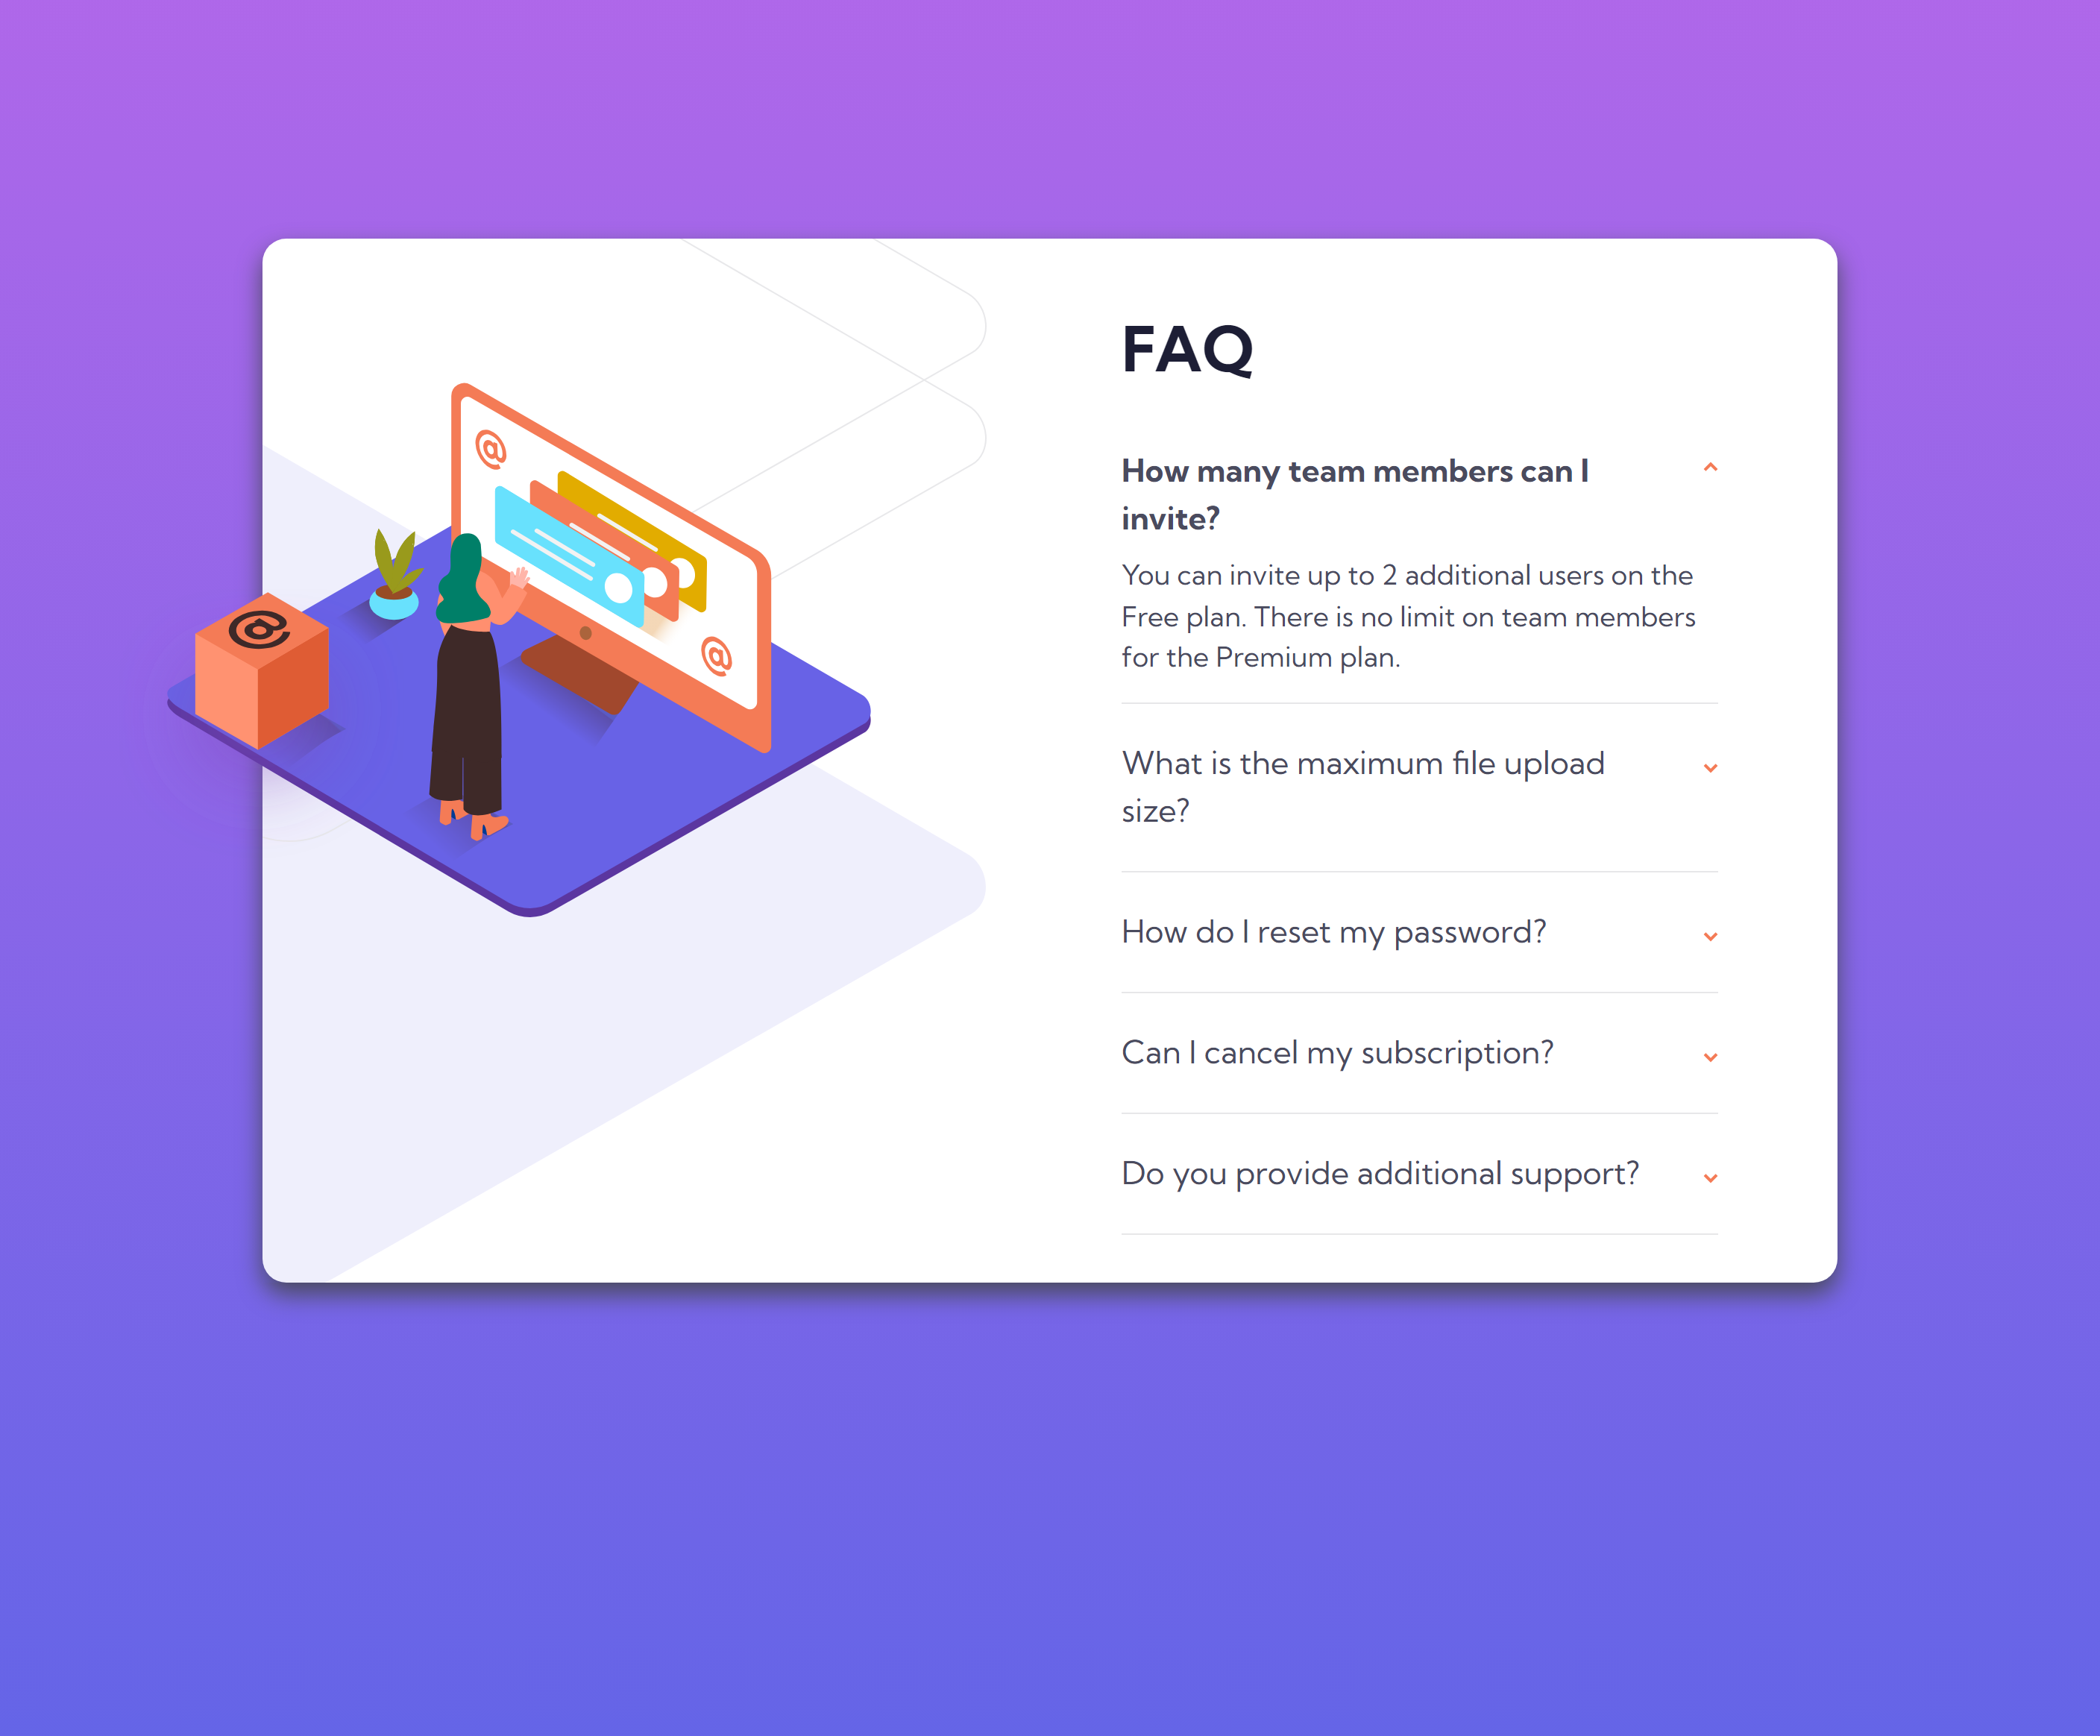 FAQ
How many team members can I
invite?
You can invite up to 2 additional users on the
Free plan. There is no limit on team members
for the Premium plan.
What is the maximum file upload
size?
How do I reset my password?
Can I cancel my subscription?
Do you provide additional support?
@
@
@